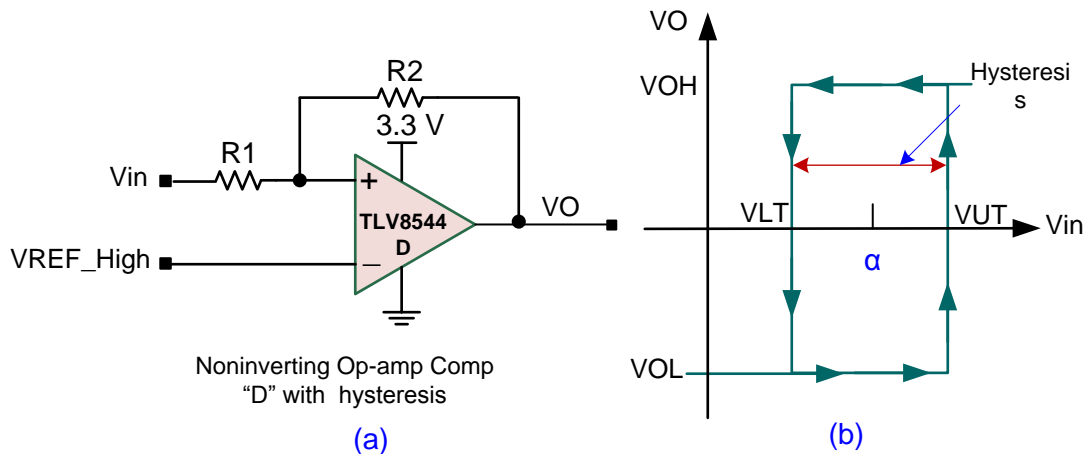 R2
3.3 V
R1
Vin
+
TLV8544
D
VO
VREF_High
−
Noninverting Op-amp Comp
“D” with hysteresis
(a)
VO
VOH
Hysteresi
s
VLT
VUT
Vin
α
VOL
(b)